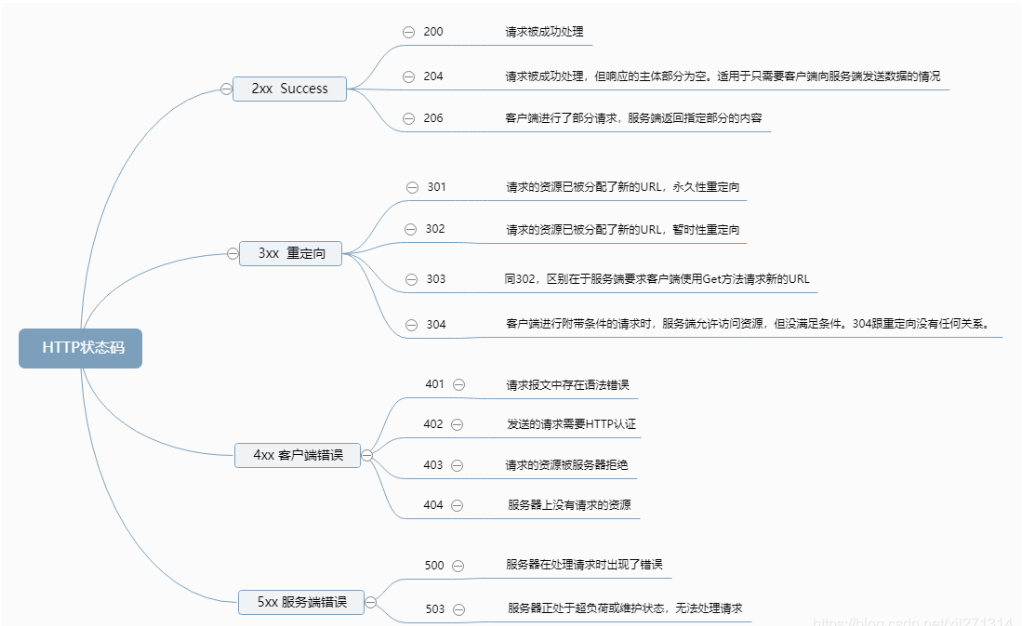 HTTP状态码
2xx Success
200 请求被成功处理
204 请求被成功处理，但响应的主体部分为空。适用于只需要客户端向服务端发送数据的情况
206 客户端进行了部分请求，服务端返回指定部分的内容
3xx 重定向
301 请求的资源已被分配了新的URL，永久性重定向
302 请求的资源已被分配了新的URL，暂时性重定向
303 同302，区别在于服务端要求客户端使用Get方法请求新的URL
304 客户端进行附带条件的请求时，服务端允许访问资源，但没满足条件。304跟重定向没有任何关系。
4xx 客户端错误
401 请求报文中存在语法错误
402 发送的请求需要HTTP认证
403 请求的资源被服务器拒绝
404 服务器上没有请求的资源
5xx 服务端错误
500 服务器在处理请求时出现了错误
503 服务器正处于超负荷或维护状态，无法处理请求